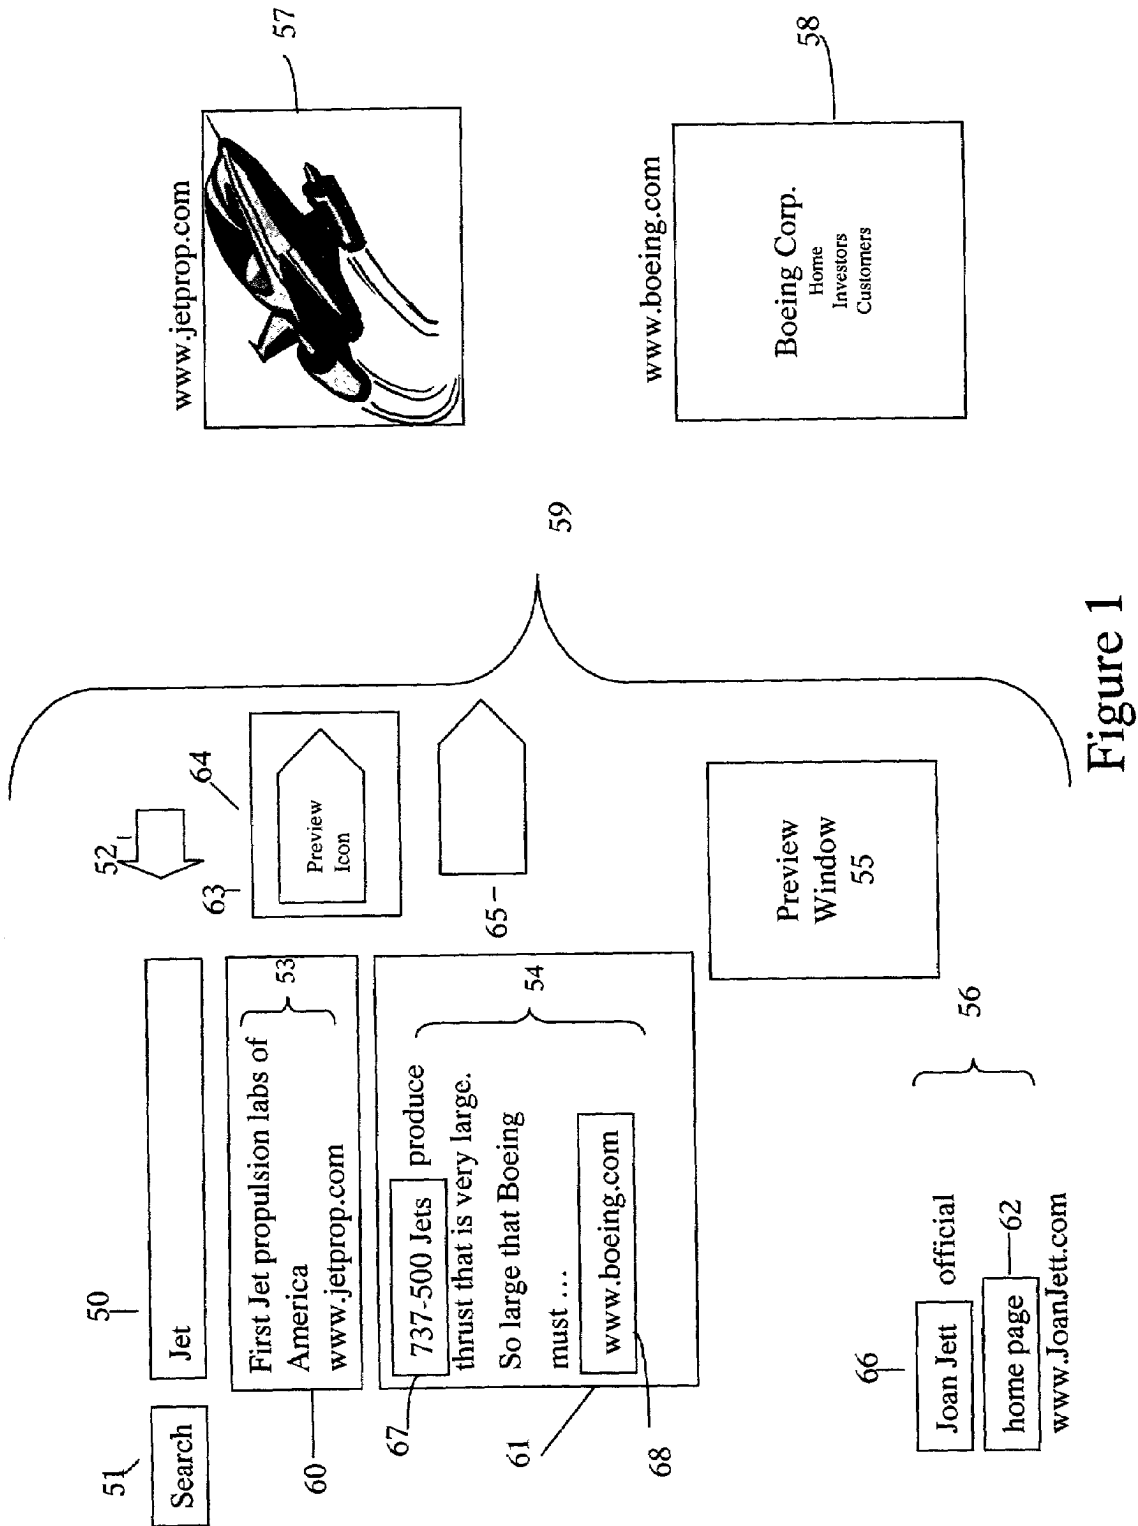 51
50
52
Search
Jet
60
First Jet propulsion labs of
America
www.jetprop.com
53
63
64
Preview
Icon
67
61
68
737-500 Jets produce
thrust that is very large.
So large that Boeing
must ...
www.boeing.com
54
65
66
Joan Jett official
home page
62
www.JoanJett.com
56
Preview
Window
55
59
www.jetprop.com
57
www.boeing.com
58
Boeing Corp.
Home
Investors
Customers
Figure 1